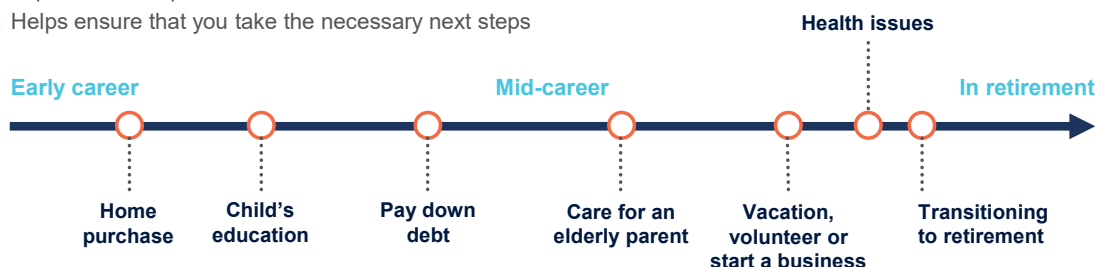 Helps ensure that you take the necessary next steps
Health issues
Early career
Mid-career
In retirement
Home
purchase
Child's
education
Pay down
debt
Care for an
elderly parent
Vacation,
volunteer or
start a business
Transitioning
to retirement